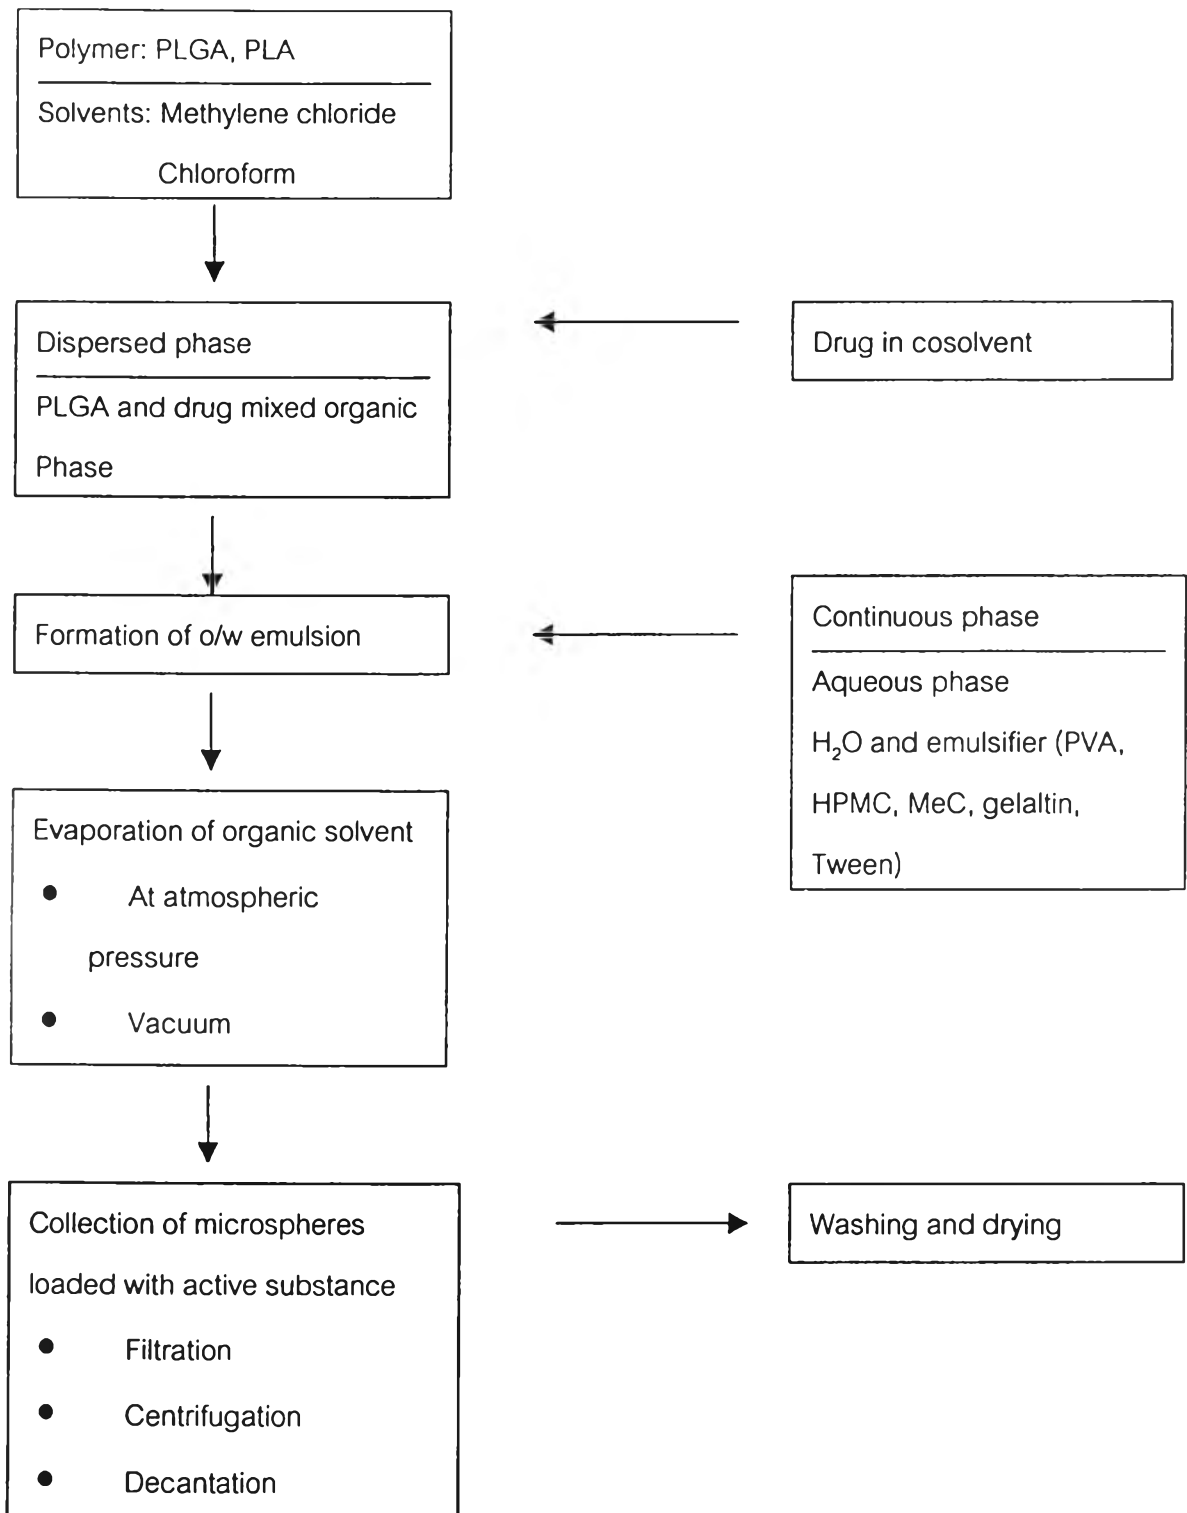 Polymer: PLGA, PLA
Solvents: Methylene chloride
Chloroform
Dispersed phase
PLGA and drug mixed organic
Phase
Drug in cosolvent
Formation of o/w emulsion
Continuous phase
Aqueous phase
H₂O and emulsifier (PVA,
HPMC, MeC, gelaltin,
Tween)
Evaporation of organic solvent
● At atmospheric
pressure
● Vacuum
Collection of microspheres
loaded with active substance
● Filtration
● Centrifugation
● Decantation
Washing and drying